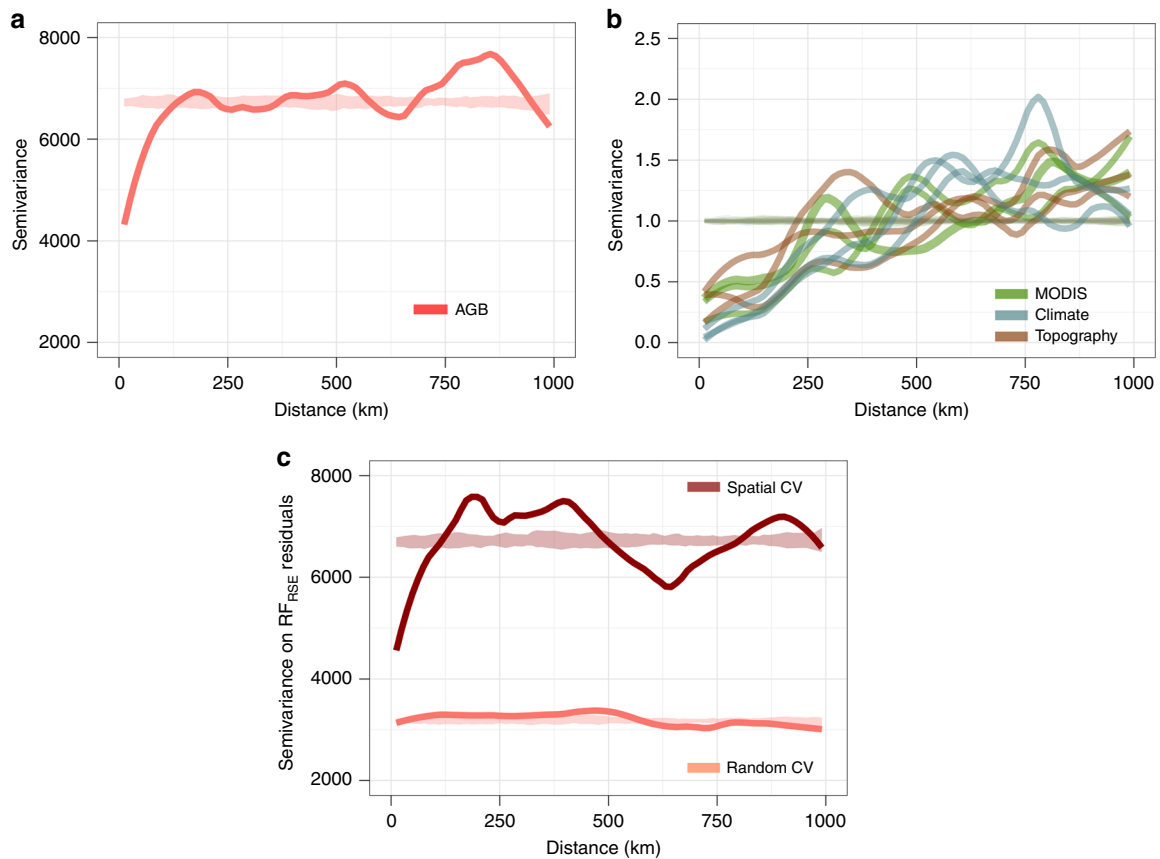 a
8000
6000
4000
2000
Semivariance
AGB
0 250 500 750 1000
Distance (km)
b
2.5
2.0
1.5
1.0
0.5
0.0
Semivariance
MODIS
Climate
Topography
0 250 500 750 1000
Distance (km)
c
8000
6000
4000
2000
Semivariance on RF_RSE residuals
Spatial CV
Random CV
0 250 500 750 1000
Distance (km)